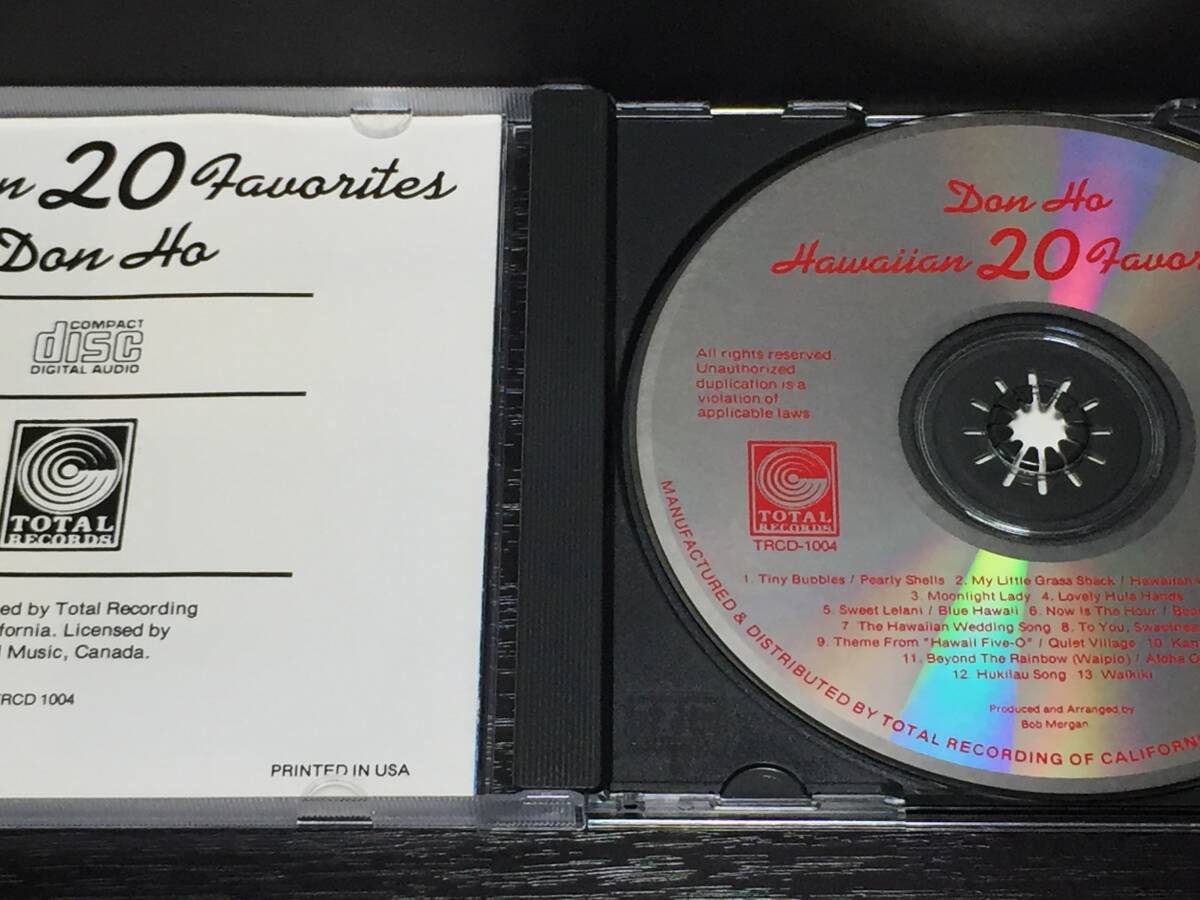 n 20 Favorites
Don Ho
COMPACT
disc
DIGITAL AUDIO
TOTAL
RECORDS
ed by Total Recording
ifornia. Licensed by
l Music, Canada.
TRCD 1004
PRINTED IN USA
Don Ho
Hawaiian 20 Favor
All rights reserved.
Unauthorized
duplication is a
violation of
applicable laws
TOTAL
RECORDS
TRCD-1004
1. Tiny Bubbles / Pearly Shells 2. My Little Grass Shack / Hawaiian
3. Moonlight Lady 4. Lovely Hula Hands
5. Sweet Lelani / Blue Hawaii 6. Now Is The Hour /
7 The Hawaiian Wedding Song 8. To You, Sweethea
9. Theme From "Hawaii Five-O" / Quiet Village 10. Kan
11. Beyond The Rainbow (Waipio) / Aloha O
12. Hukilau Song 13. Waikiki
Produced and Arranged by
Bob Morgan
MANUFACTURED & DISTRIBUTED BY TOTAL RECORDING OF CALIFORNI